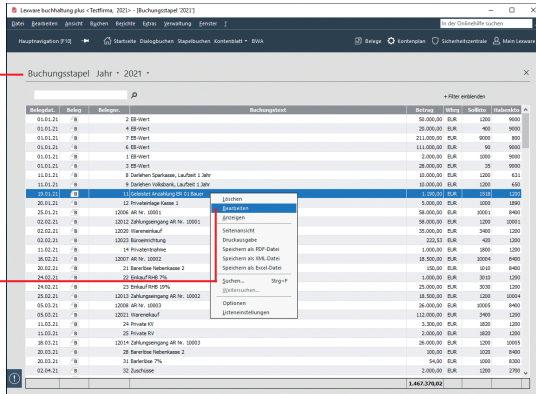 Lexware buchhaltung plus <Testfirma, 2021> - [Buchungsstapel '2021']
Datei Bearbeiten Ansicht Buchen Berichte Extras Verwaltung Fenster ?
In der Onlinehilfe suchen
Hauptnavigation [F10] Startseite Dialogbuchen Stapelbuchen Kontenblatt BWA Belege Kontenplan Sicherheitszentrale Mein Lexware
Buchungsstapel Jahr 2021
+ Filter einblenden
Belegdat. Beleg Belegnr. Buchungstext Betrag Whrg Sollkto Habenkto
01.01.21 2 EB-Wert 50.000,00 EUR 1200 9000
01.01.21 4 EB-Wert 20.000,00 EUR 400 9000
01.01.21 7 EB-Wert 211.000,00 EUR 9000 800
01.01.21 6 EB-Wert 111.000,00 EUR 90 9000
01.01.21 1 EB-Wert 2.000,00 EUR 1000 9000
01.01.21 3 EB-Wert 28.000,00 EUR 35 9000
11.01.21 8 Darlehen Sparkasse, Laufzeit 1 Jahr 10.000,00 EUR 1200 631
11.01.21 9 Darlehen Volksbank, Laufzeit 1 Jahr 10.000,00 EUR 1200 650
19.01.21 11 Geleistet Anzahlung ER 01 Bauer 1.190,00 EUR 1518 1200
20.01.21 12 Privateinlage Kasse 1 5.000,00 EUR 1000 1890
25.01.21 12006 AR Nr. 10001 58.000,00 EUR 10001 8400
02.02.21 12012 Zahlungseingang AR Nr. 10001 58.000,00 EUR 1200 10001
02.02.21 12020 Wareneinkauf 35.000,00 EUR 3400 1200
02.02.21 12023 Büroeinrichtung 222,53 EUR 420 1200
11.02.21 14 Privatentnahme 1.000,00 EUR 1800 1200
16.02.21 12007 AR Nr. 10002 18.500,00 EUR 10004 8400
20.02.21 21 Barerlöse Nebenkasse 2 150,00 EUR 1010 8400
24.02.21 22 Einkauf RHB 7% 1.000,00 EUR 3010 1200
24.02.21 23 Einkauf RHB 19% 25.000,00 EUR 3030 1200
25.02.21 12013 Zahlungseingang AR Nr. 10002 18.500,00 EUR 1200 10004
02.03.21 12008 AR Nr. 10003 26.000,00 EUR 10005 8400
10.03.21 12021 Wareneikauf 112.000,00 EUR 3400 1200
11.03.21 24 Private KV 3.300,00 EUR 1820 1200
11.03.21 25 Private RV 2.000,00 EUR 1820 1200
18.03.21 12014 Zahlungseingang AR Nr. 10003 26.000,00 EUR 1200 10005
20.03.21 28 Barerlöse Nebenkasse 2 100,00 EUR 1020 8400
20.03.21 31 Barerlöse 7% 54,00 EUR 1000 8300
02.04.21 32 Zuschüsse 2.000,00 EUR 1200 2700
1.467.370,02
Löschen
Bearbeiten
Anzeigen
Seitenansicht
Druckausgabe
Speichern als PDF-Datei
Speichern als XML-Datei
Speichern als Excel-Datei
Suchen... Strg+F
Weitersuchen...
Optionen
Listeneinstellungen